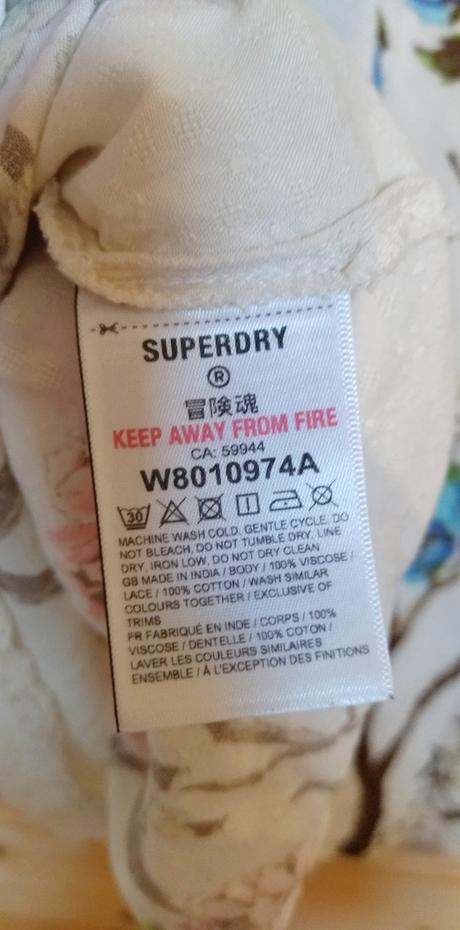 SUPERDRY
®
冒険魂
KEEP AWAY FROM FIRE
CA: 59944
W8010974A
30
MACHINE WASH COLD, GENTLE CYCLE, DO
NOT BLEACH, DO NOT TUMBLE DRY, LINE
DRY, IRON LOW, DO NOT DRY CLEAN
GB MADE IN INDIA / BODY / 100% VISCOSE /
LACE / 100% COTTON / WASH SIMILAR
COLOURS TOGETHER / EXCLUSIVE OF
TRIMS
FR FABRIQUÉ EN INDE / CORPS / 100%
VISCOSE / DENTELLE / 100% COTON /
LAVER LES COULEURS SIMILAIRES
ENSEMBLE / À L'EXCEPTION DES FINITIONS